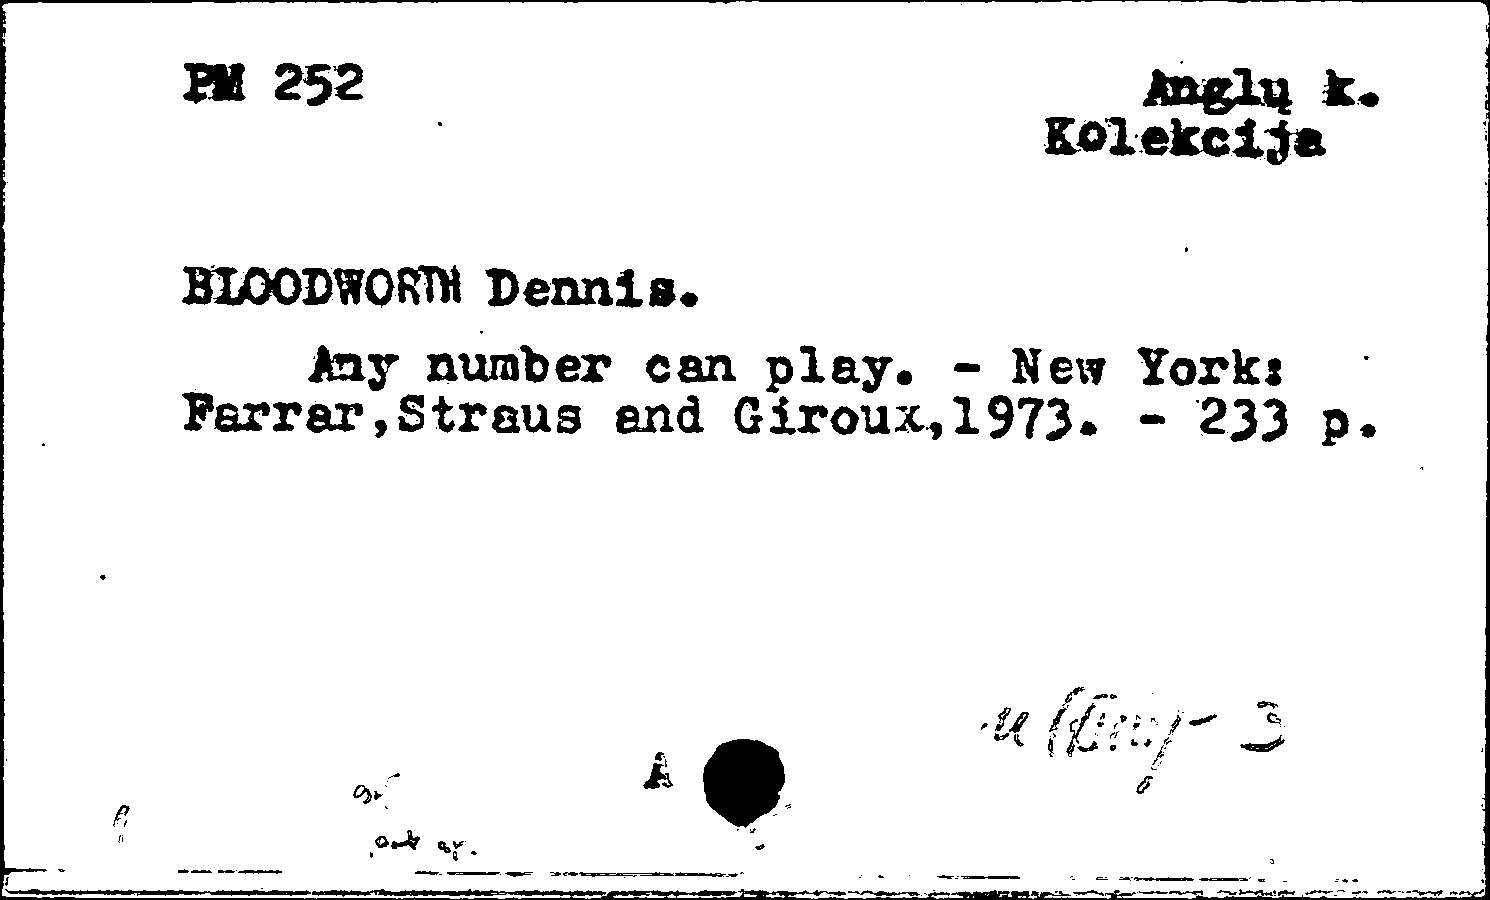 PM 252
Anglų k.
Kolekcija
BLOODWORTH Dennis.
Any number can play. - New York:
Farrar,Straus and Giroux,1973. - 233 p.
A